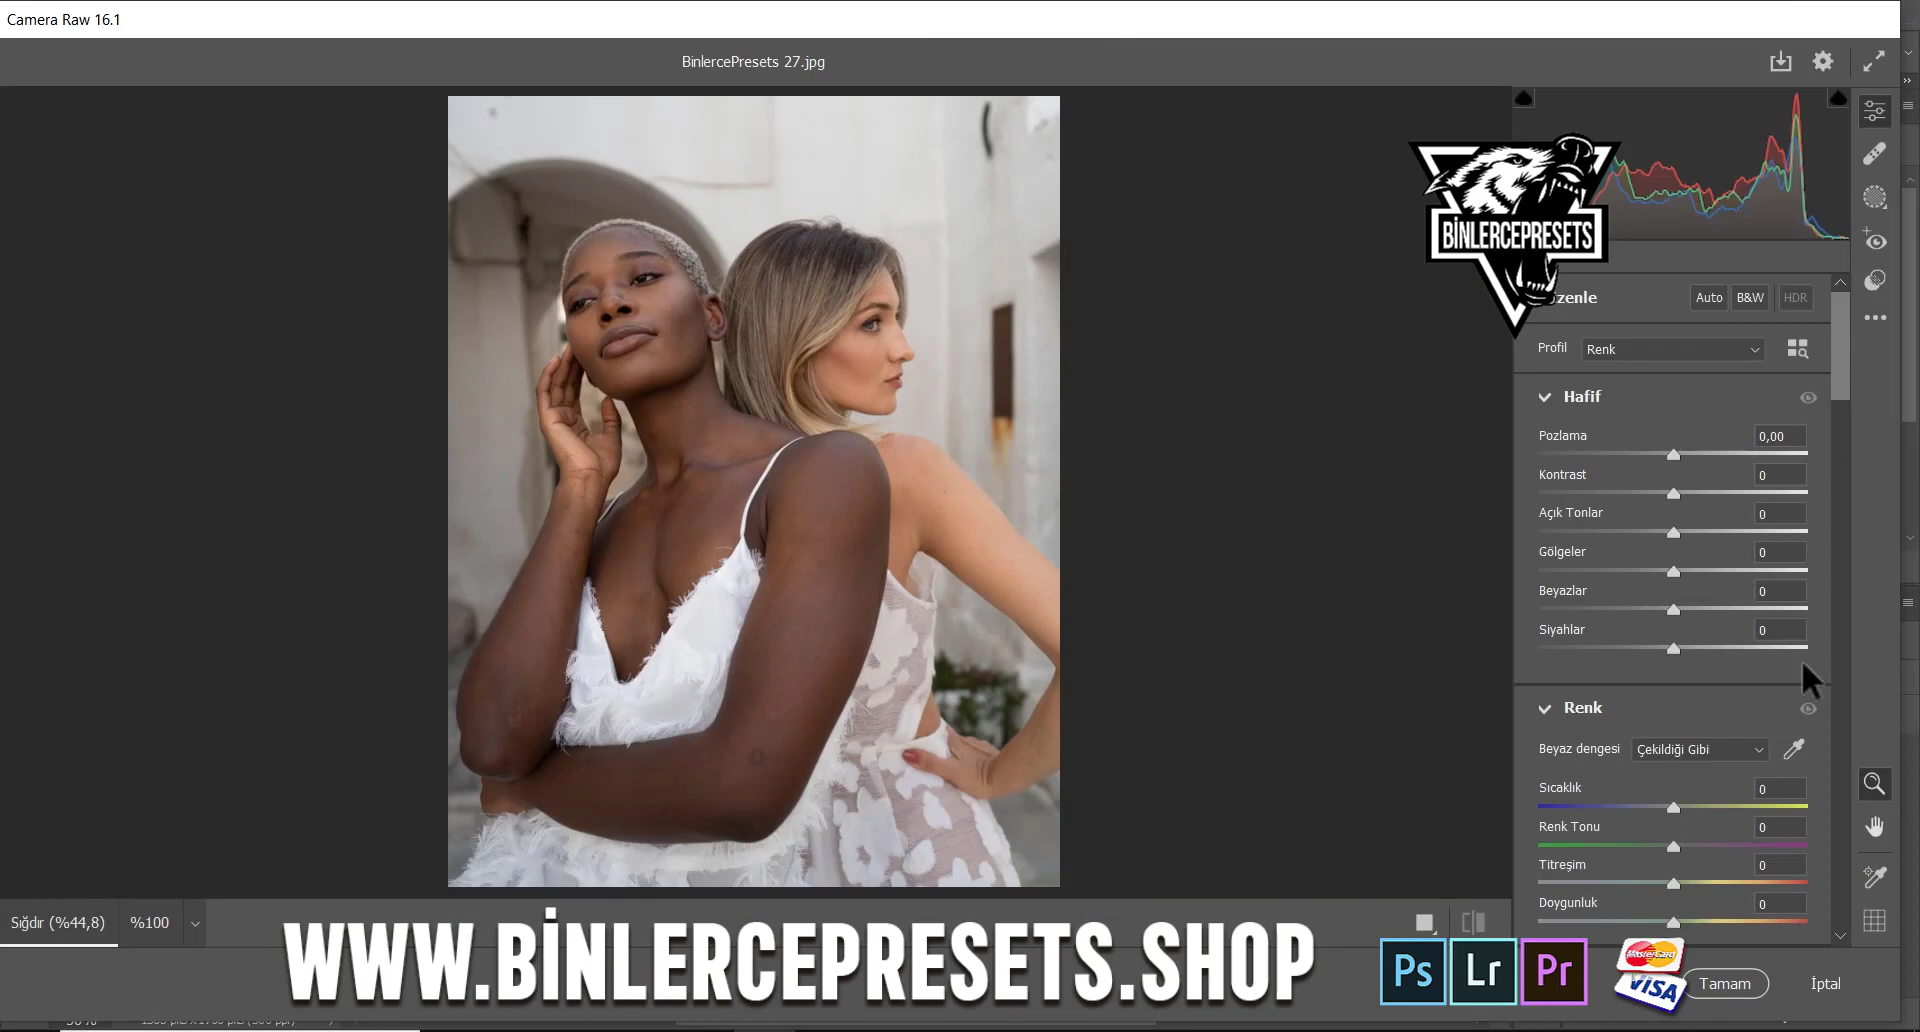 Camera Raw 16.1
BinlercePresets 27.jpg
BİNLERCEPRESETS
Auto B&W HDR
Profil Renk
Hafif
Pozlama 0,00
Kontrast 0
Açık Tonlar 0
Gölgeler 0
Beyazlar 0
Siyahlar 0
Renk
Beyaz dengesi Çekildiği Gibi
Sıcaklık 0
Renk Tonu 0
Titreşim 0
Doygunluk 0
Sığdır (%44,8) %100
WWW.BİNLERCEPRESETS.SHOP
Ps Lr Pr
MasterCard
VISA
Tamam İptal